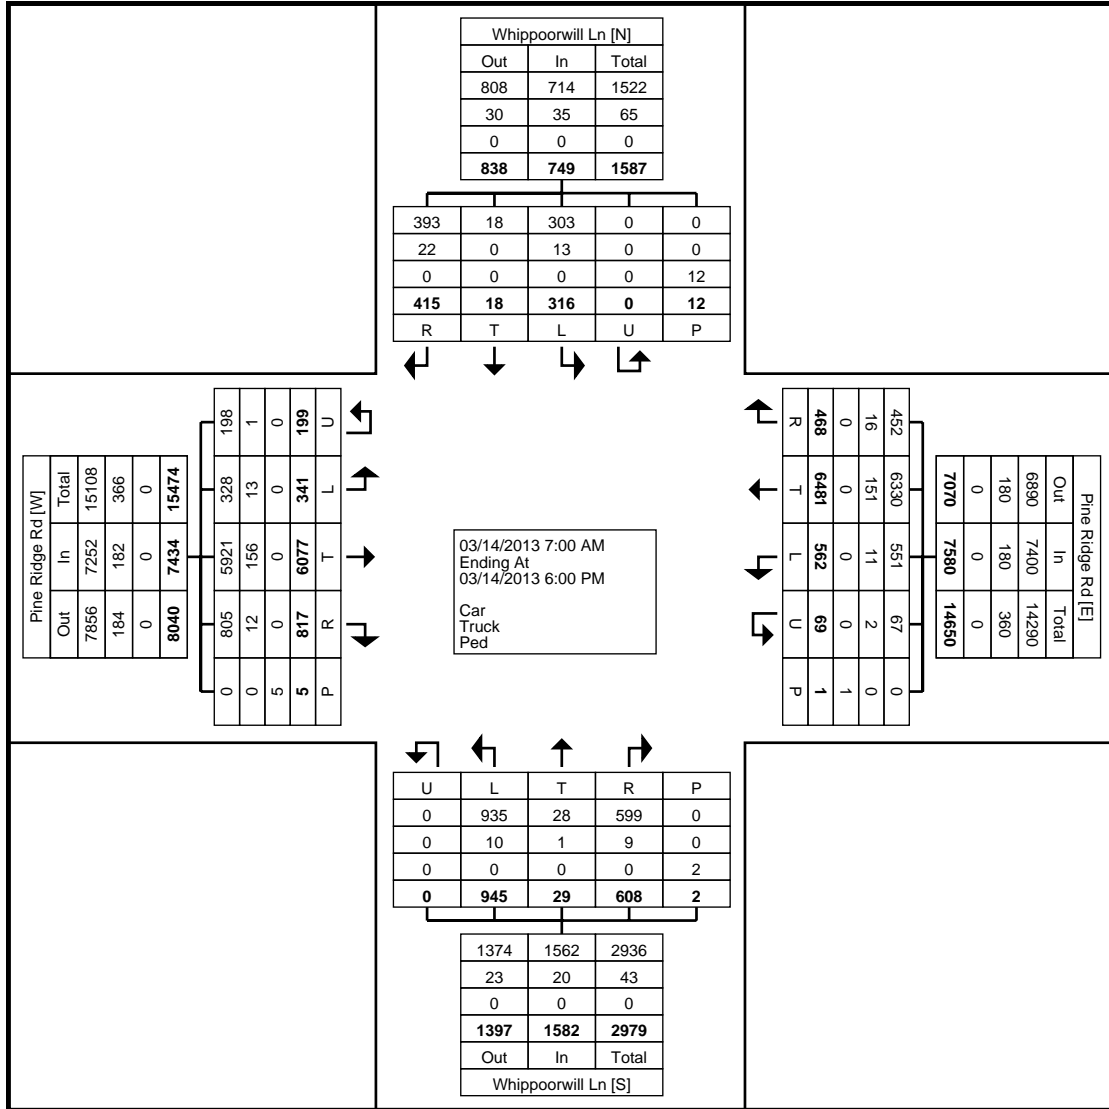 Whippoorwill Ln [N]
Out In Total
808 714 1522
30 35 65
0 0 0
838 749 1587
393 18 303 0 0
22 0 13 0 0
0 0 0 0 12
415 18 316 0 12
R T L U P
Pine Ridge Rd [W]
Total In Out
15108 7252 7856
366 182 184
0 0 0
15474 7434 8040
198 328 5921 805 0
1 13 156 12 0
0 0 0 0 5
199 341 6077 817 5
U L T R P
03/14/2013 7:00 AM
Ending At
03/14/2013 6:00 PM
Car
Truck
Ped
Pine Ridge Rd [E]
Out In Total
6890 7400 14290
180 180 360
0 0 0
7070 7580 14650
452 6330 551 67 0
16 151 11 2 0
0 0 0 0 1
468 6481 562 69 1
R T L U P
U L T R P
0 935 28 599 0
0 10 1 9 0
0 0 0 0 2
0 945 29 608 2
1374 1562 2936
23 20 43
0 0 0
1397 1582 2979
Out In Total
Whippoorwill Ln [S]